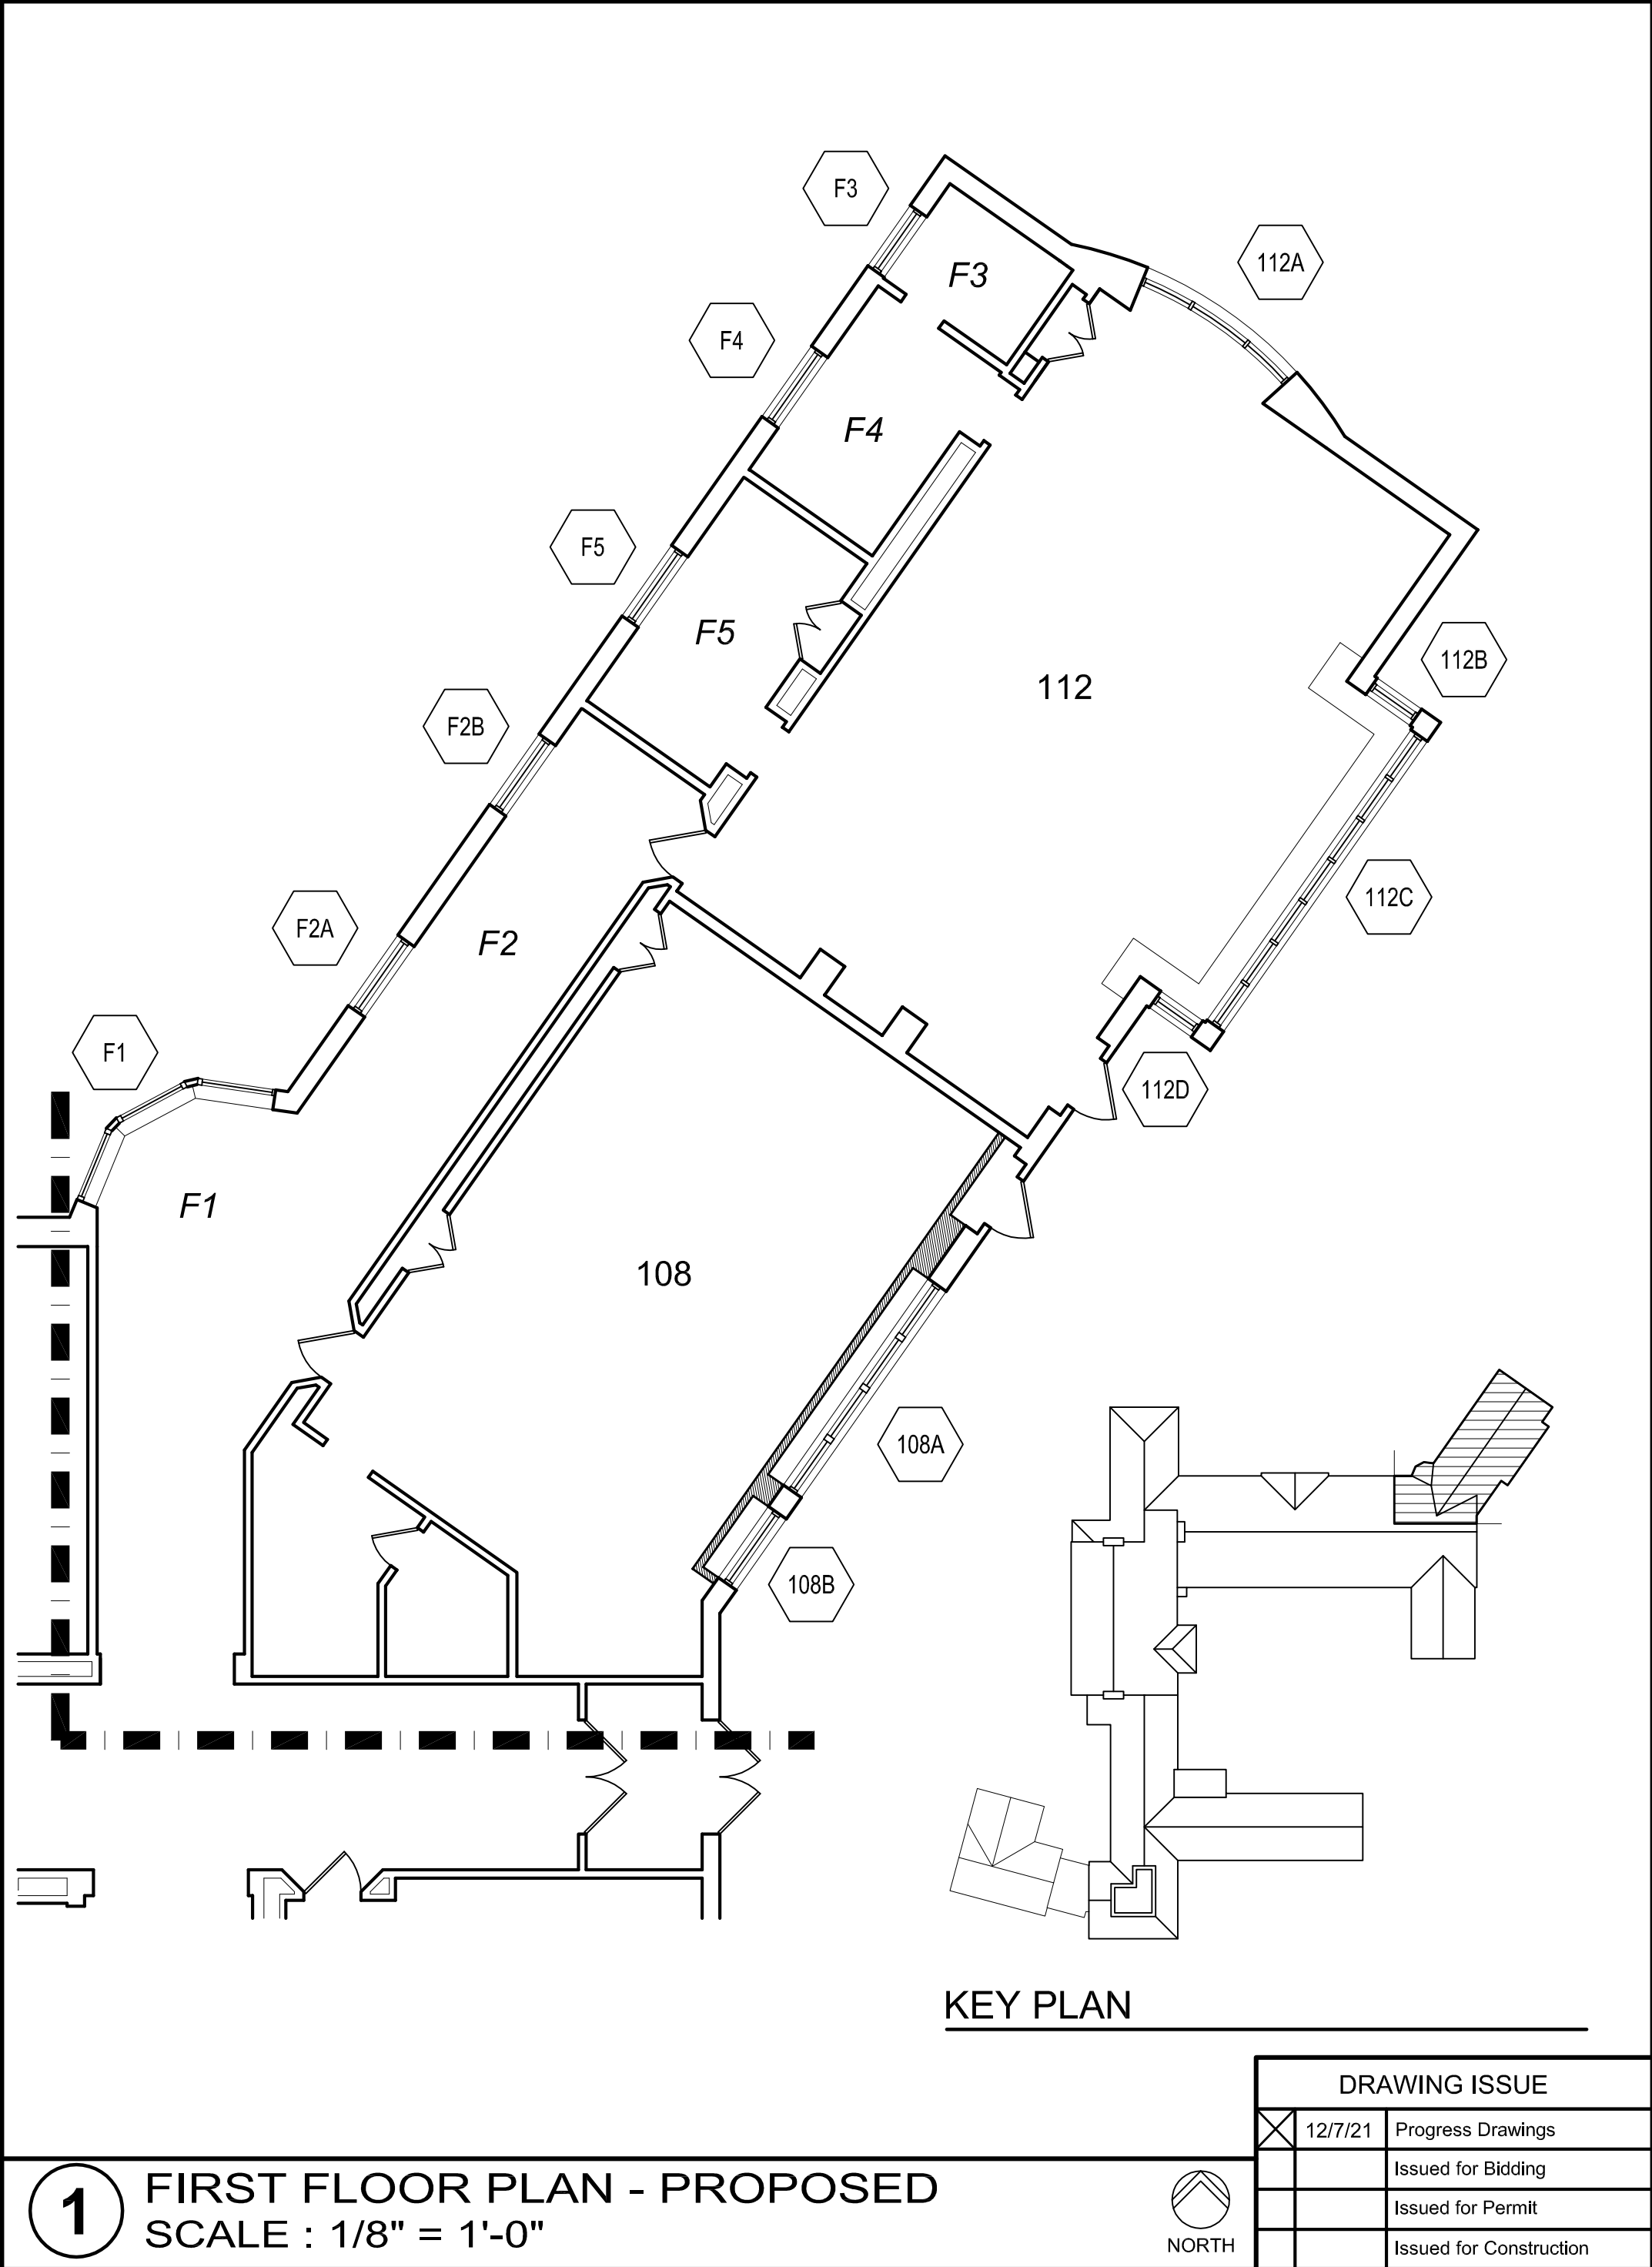 F3
112A
F3
F4
F4
F5
F5
112B
112
F2B
112C
F2A
F2
F1
112D
F1
108
108A
108B
KEY PLAN
DRAWING ISSUE
12/7/21 Progress Drawings
Issued for Bidding
Issued for Permit
Issued for Construction
1
FIRST FLOOR PLAN - PROPOSED
SCALE : 1/8" = 1'-0"
NORTH